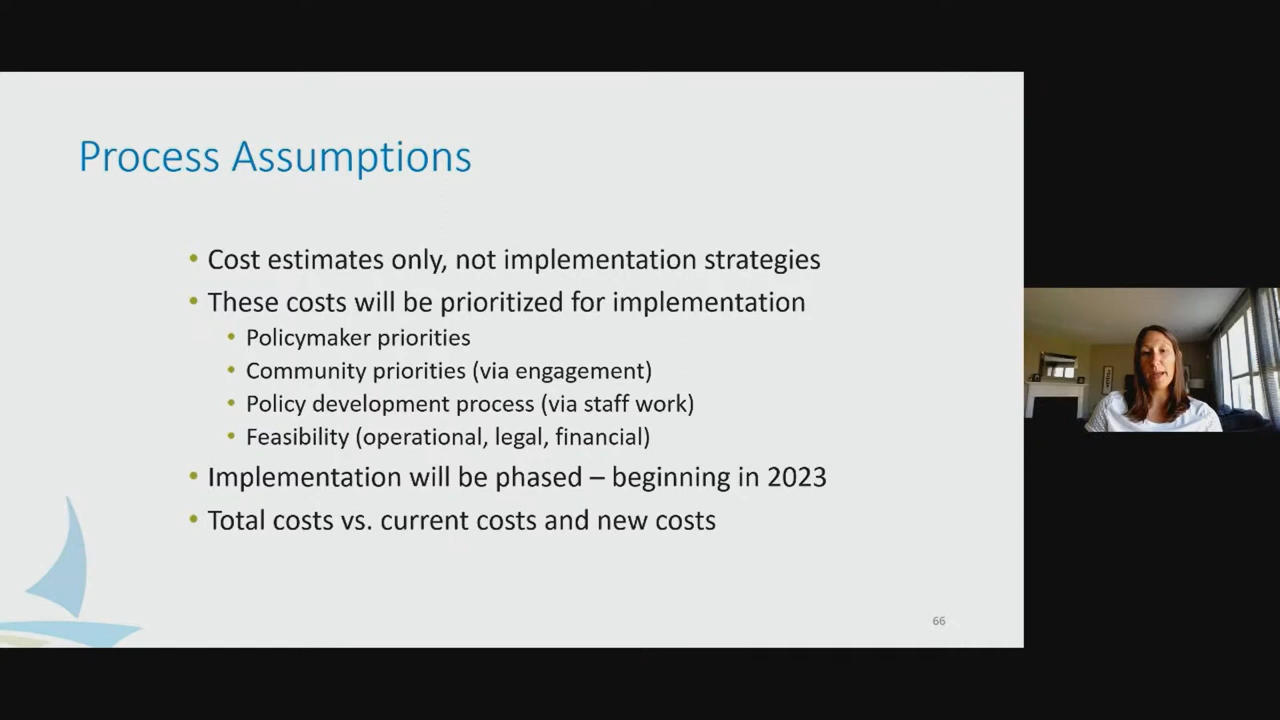 Process Assumptions
• Cost estimates only, not implementation strategies
• These costs will be prioritized for implementation
• Policymaker priorities
• Community priorities (via engagement)
• Policy development process (via staff work)
• Feasibility (operational, legal, financial)
• Implementation will be phased – beginning in 2023
• Total costs vs. current costs and new costs
66